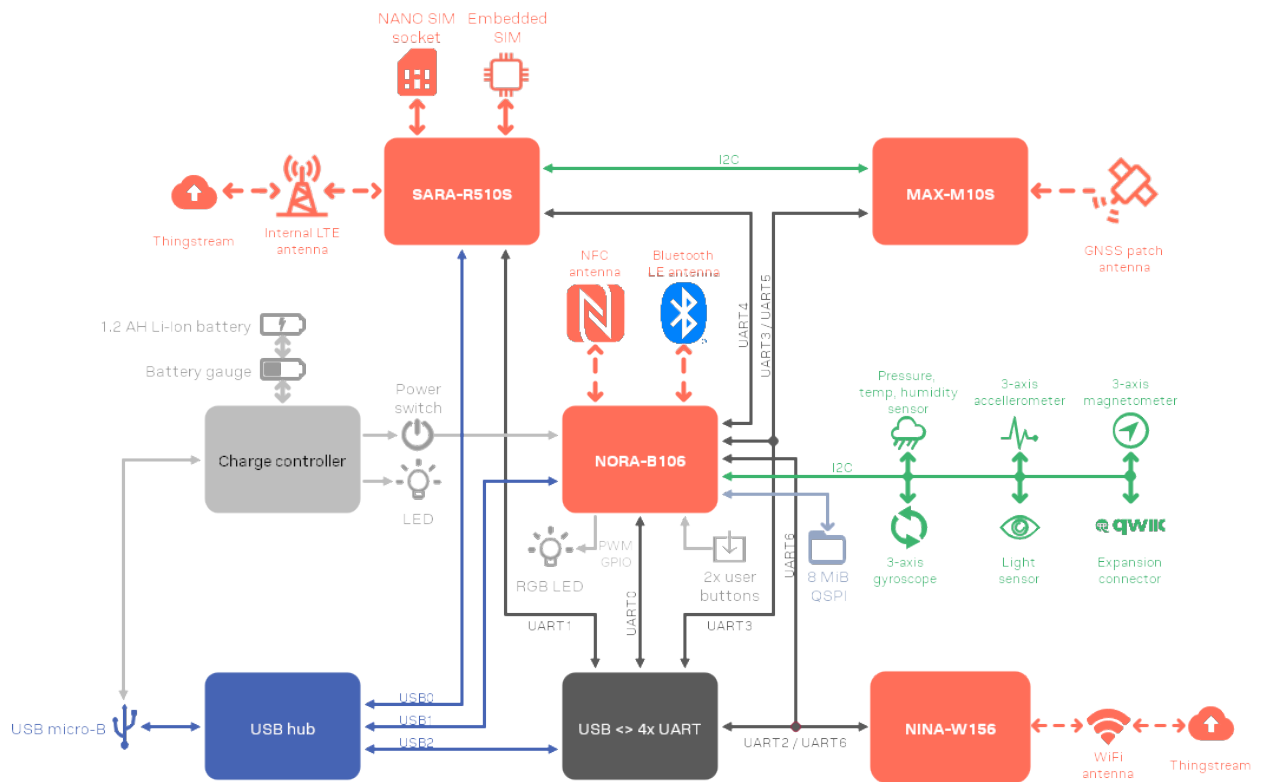 NANO SIM
socket
Embedded
SIM
SARA-R510S
I2C
MAX-M10S
Thingstream
Internal LTE
antenna
GNSS patch
antenna
NFC
antenna
Bluetooth
LE antenna
UART4
UART3 / UART5
1.2 AH Li-Ion battery
Battery gauge
Power
switch
Charge controller
LED
NORA-B106
Pressure,
temp, humidity
sensor
3-axis
accellerometer
3-axis
magnetometer
I2C
3-axis
gyroscope
Light
sensor
qwiic
Expansion
connector
PWM
GPIO
RGB LED
2x user
buttons
UART6
8 MiB
QSPI
UART1
UART0
UART3
USB micro-B
USB hub
USB0
USB1
USB2
USB <> 4x UART
UART2 / UART6
NINA-W156
WiFi
antenna
Thingstream